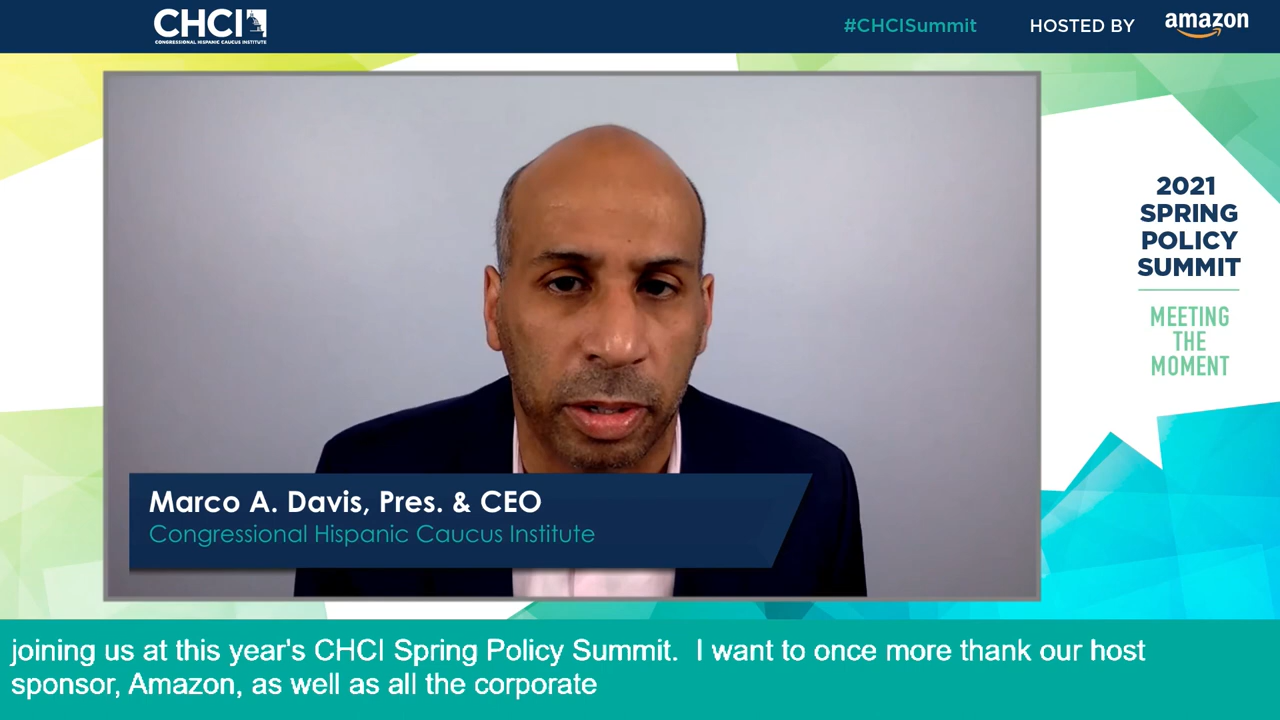 CHCI
CONGRESSIONAL HISPANIC CAUCUS INSTITUTE
#CHCISummit
HOSTED BY
amazon
2021
SPRING
POLICY
SUMMIT
MEETING
THE
MOMENT
Marco A. Davis, Pres. & CEO
Congressional Hispanic Caucus Institute
joining us at this year's CHCI Spring Policy Summit.  I want to once more thank our host
sponsor, Amazon, as well as all the corporate